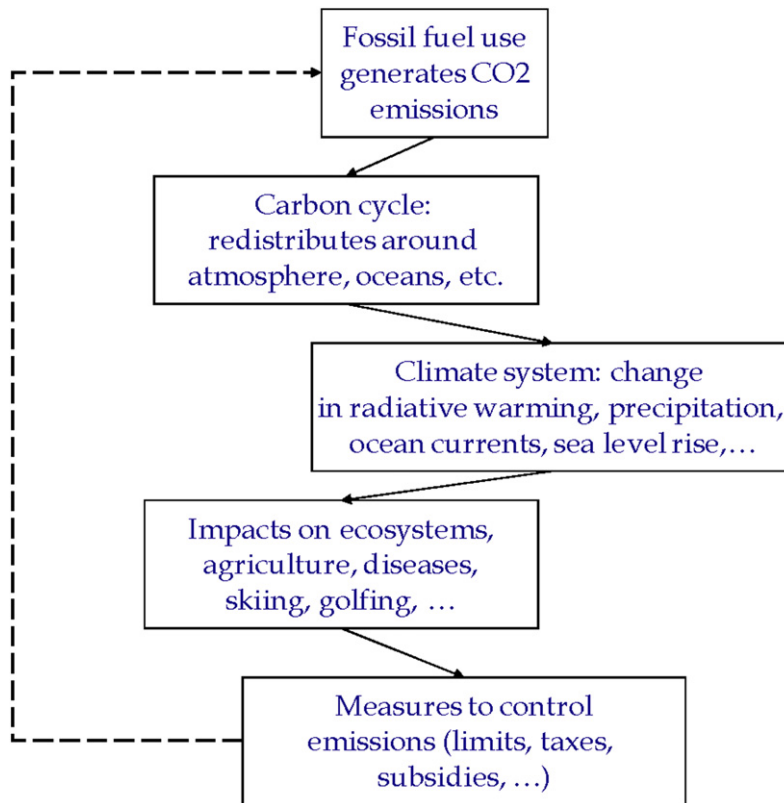 Fossil fuel use
generates CO2
emissions
Carbon cycle:
redistributes around
atmosphere, oceans, etc.
Climate system: change
in radiative warming, precipitation,
ocean currents, sea level rise,…
Impacts on ecosystems,
agriculture, diseases,
skiing, golfing, …
Measures to control
emissions (limits, taxes,
subsidies, …)